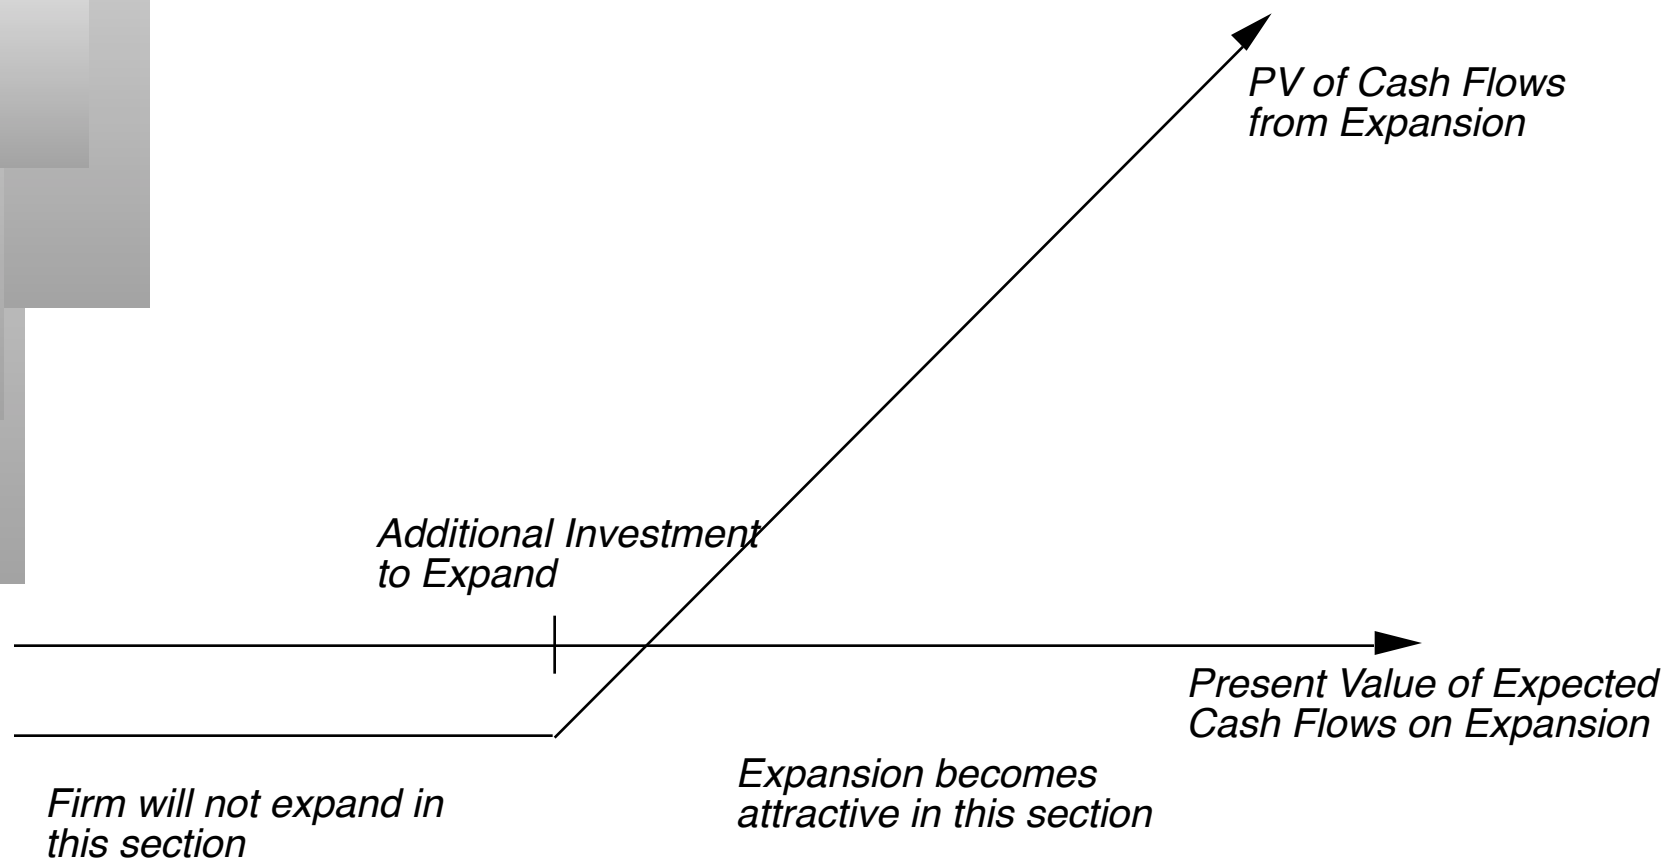 PV of Cash Flows
from Expansion
Additional Investment
to Expand
Present Value of Expected
Cash Flows on Expansion
Expansion becomes
attractive in this section
Firm will not expand in
this section